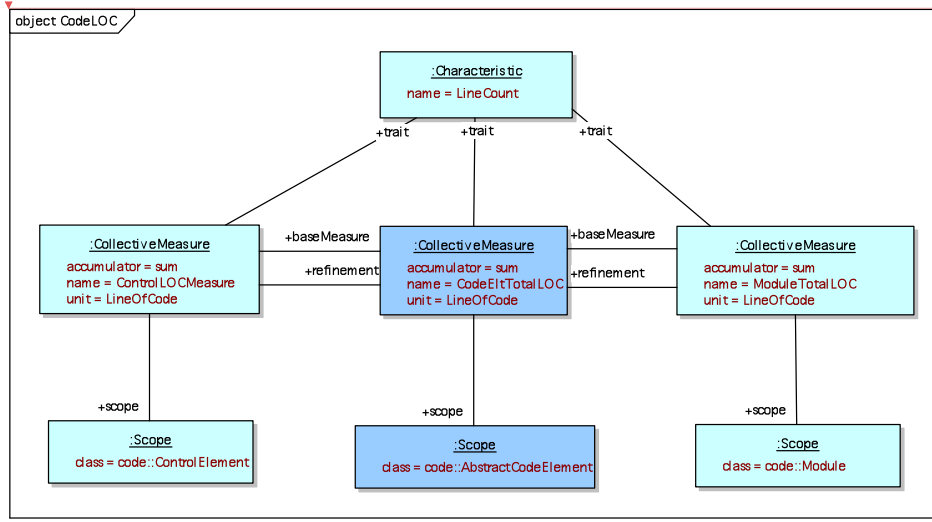 object CodeLOC
:Characteristic
name = LineCount
+trait
+trait
+trait
:CollectiveMeasure
accumulator = sum
name = ControlLOCMeasure
unit = LineOfCode
+baseMeasure
+refinement
:CollectiveMeasure
accumulator = sum
name = CodeEltTotalLOC
unit = LineOfCode
+baseMeasure
+refinement
:CollectiveMeasure
accumulator = sum
name = ModuleTotalLOC
unit = LineOfCode
+scope
+scope
+scope
:Scope
class = code::ControlElement
:Scope
class = code::AbstractCodeElement
:Scope
class = code::Module